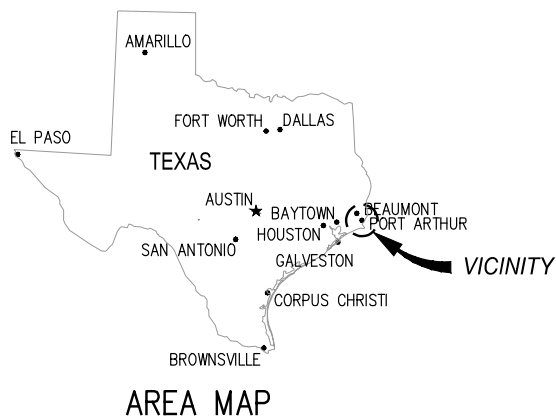 AMARILLO
FORT WORTH
DALLAS
EL PASO
TEXAS
AUSTIN
BAYTOWN
BEAUMONT
PORT ARTHUR
HOUSTON
SAN ANTONIO
GALVESTON
VICINITY
CORPUS CHRISTI
BROWNSVILLE
AREA MAP